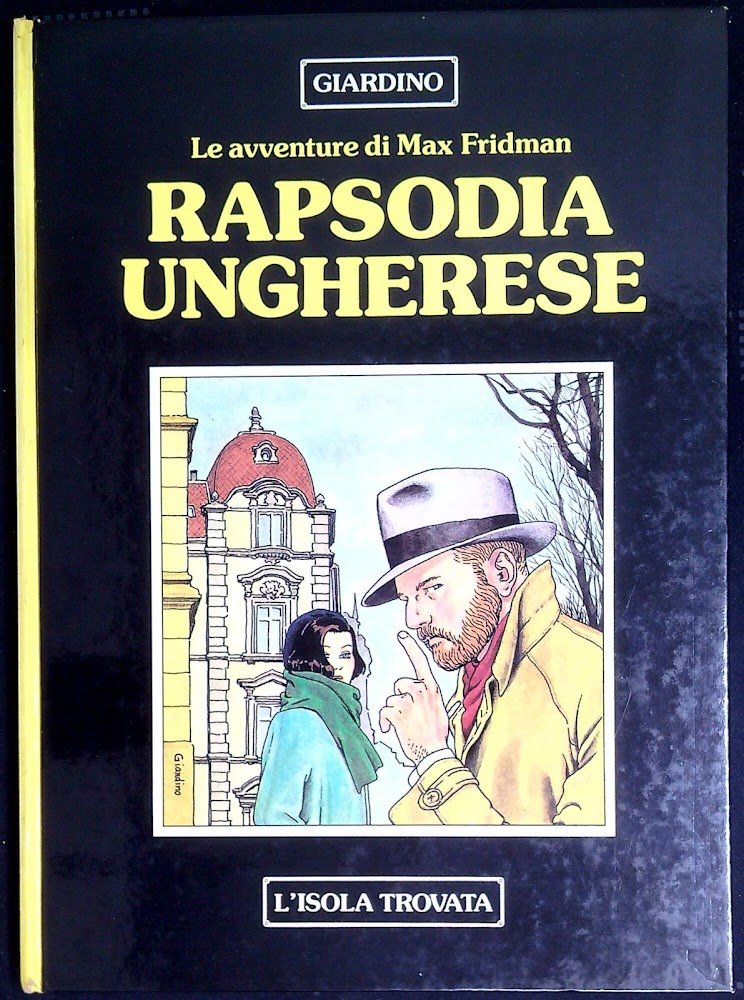 GIARDINO
Le avventure di Max Fridman
RAPSODIA
UNGHERESE
Giardino
L'ISOLA TROVATA